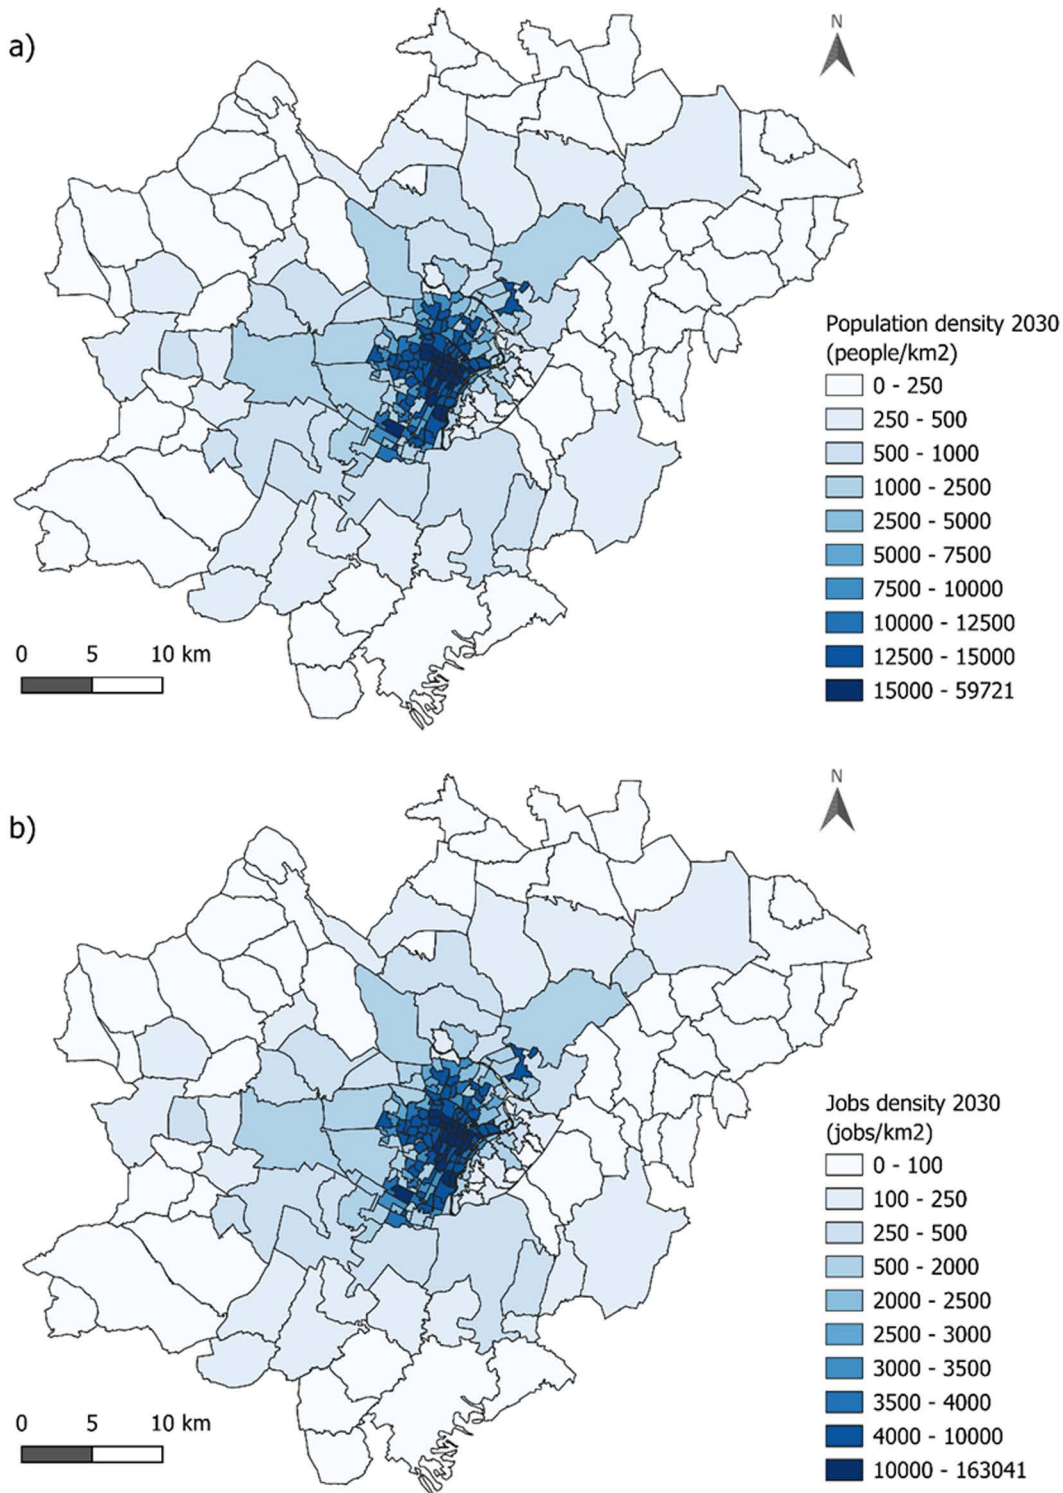 a)
N
Population density 2030
(people/km2)
0 - 250
250 - 500
500 - 1000
1000 - 2500
2500 - 5000
5000 - 7500
7500 - 10000
10000 - 12500
12500 - 15000
15000 - 59721
0 5 10 km
b)
N
Jobs density 2030
(jobs/km2)
0 - 100
100 - 250
250 - 500
500 - 2000
2000 - 2500
2500 - 3000
3000 - 3500
3500 - 4000
4000 - 10000
10000 - 163041
0 5 10 km